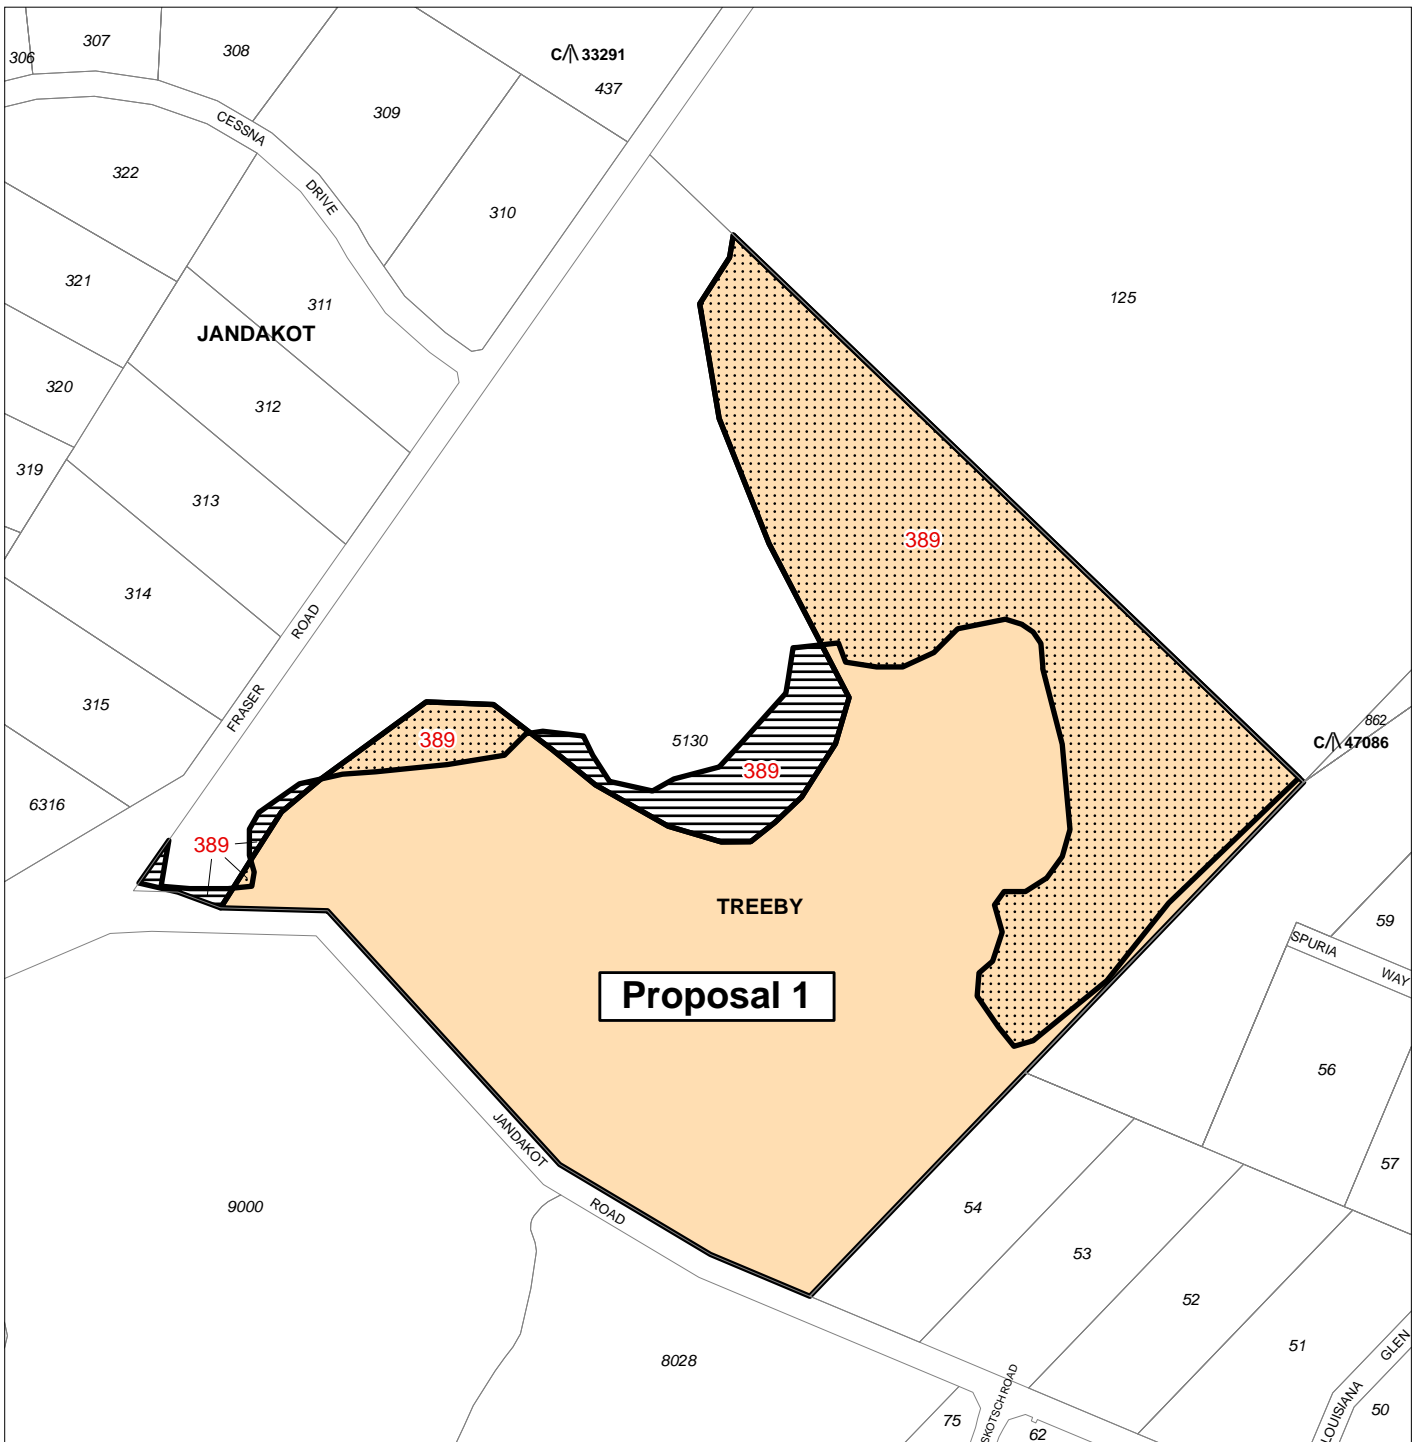 306
307
308
C/ 33291
437
309
CESSNA
322
DRIVE
310
321
311
125
JANDAKOT
320
312
319
313
389
314
ROAD
315
FRASER
862
389
5130
C/ 47086
389
6316
389
TREEBY
59
SPURIA
WAY
Proposal 1
56
JANDAKOT
57
9000
54
ROAD
53
52
51
GLEN
8028
SKOTSCH ROAD
LOUISIANA
50
75
62